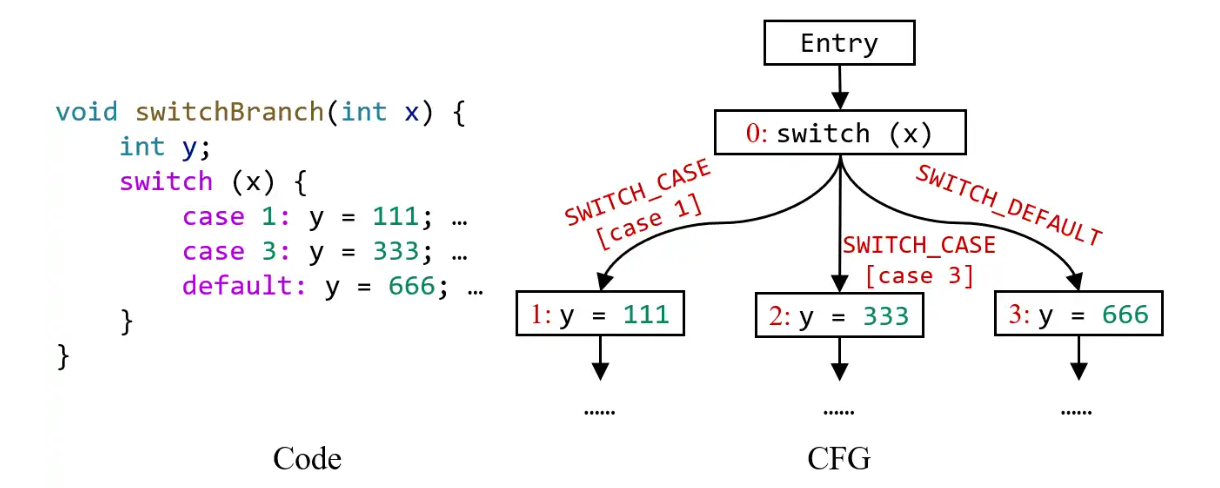 void switchBranch(int x) {
int y;
switch (x) {
case 1: y = 111; …
case 3: y = 333; …
default: y = 666; …
}
}
Code
Entry
0: switch (x)
SWITCH_CASE
[case 1]
SWITCH_CASE
[case 3]
SWITCH_DEFAULT
1: y = 111
2: y = 333
3: y = 666
……
……
……
CFG